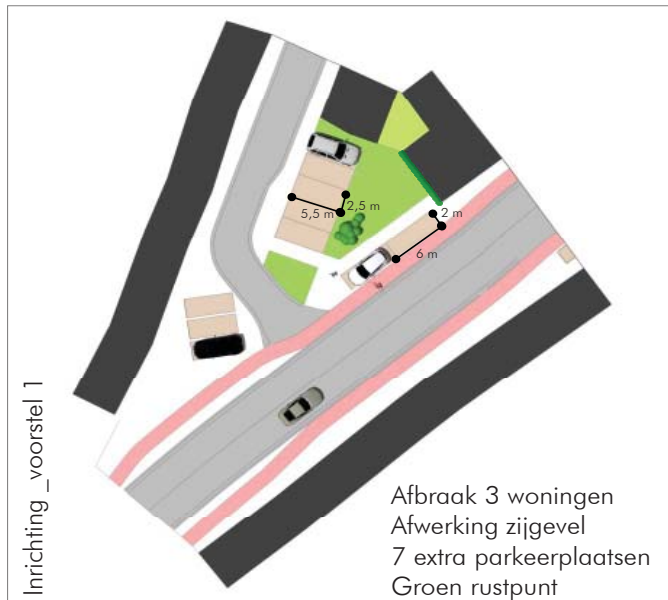 5,5 m
2,5 m
2 m
6 m
Inrichting _voorstel 1
Afbraak 3 woningen
Afwerking zijgevel
7 extra parkeerplaatsen
Groen rustpunt